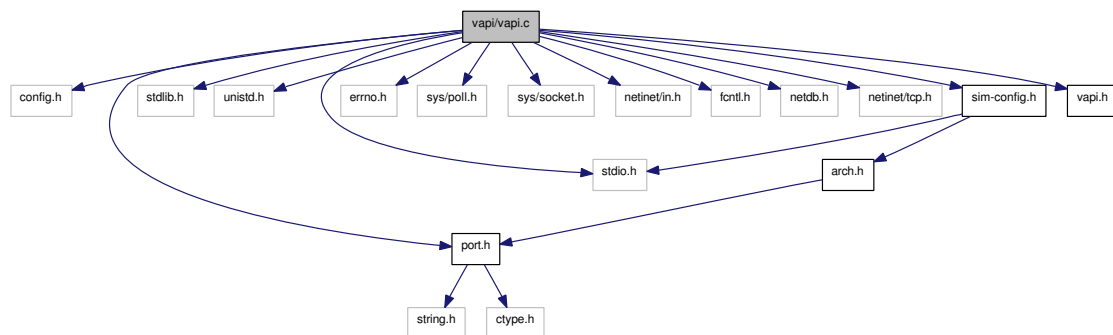 vapi/vapi.c
config.h
stdlib.h
unistd.h
errno.h
sys/poll.h
sys/socket.h
netinet/in.h
fcntl.h
netdb.h
netinet/tcp.h
sim-config.h
vapi.h
stdio.h
arch.h
port.h
string.h
ctype.h